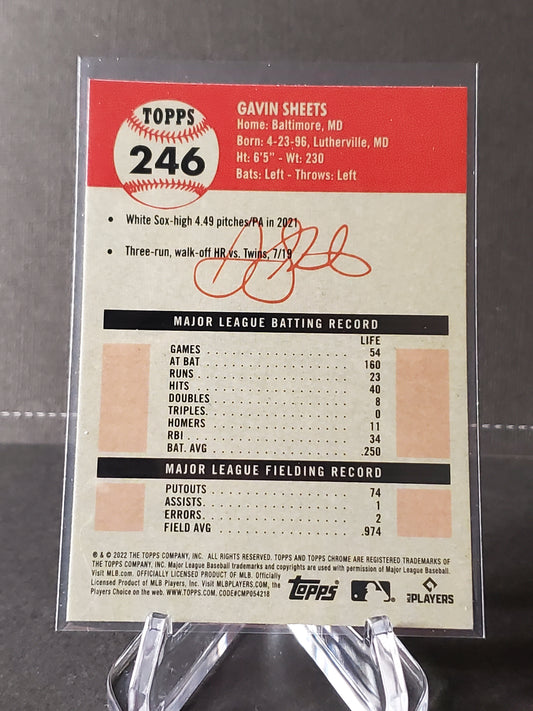 TOPPS
246
GAVIN SHEETS
Home: Baltimore, MD
Born: 4-23-96, Lutherville, MD
Ht: 6'5" - Wt: 230
Bats: Left - Throws: Left
• White Sox-high 4.49 pitches/PA in 2021
• Three-run, walk-off HR vs. Twins, 7/19
MAJOR LEAGUE BATTING RECORD
LIFE
GAMES 54
AT BAT 160
RUNS 23
HITS 40
DOUBLES 8
TRIPLES 0
HOMERS 11
RBI 34
BAT. AVG .250
MAJOR LEAGUE FIELDING RECORD
PUTOUTS 74
ASSISTS 1
ERRORS 2
FIELD AVG .974
® & © 2022 THE TOPPS COMPANY, INC. ALL RIGHTS RESERVED. TOPPS AND TOPPS CHROME ARE REGISTERED TRADEMARKS OF
THE TOPPS COMPANY, INC. Major League Baseball trademarks and copyrights are used with permission of Major League Baseball.
Visit MLB.com. OFFICIALLY LICENSED PRODUCT OF MLB. Officially
Licensed Product of MLB Players, Inc. Visit MLBPLAYERS.com, the
Players Choice on the web. WWW.TOPPS.COM. CODE#CMP054218
Topps
MLB PLAYERS